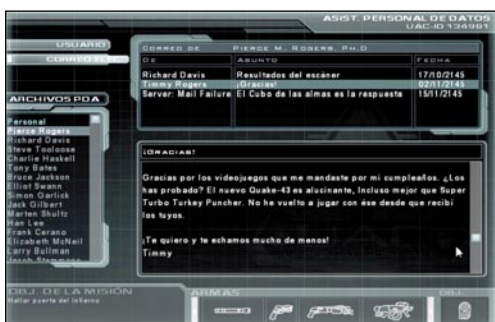 ASIST. PERSONAL DE DATOS
UAC-ID 134981
USUARIO
CORREO ELEC.
CORREO DE PIERCE M. ROGERS, PH.D
DE ASUNTO FECHA
Richard Davis Resultados del escáner 17/10/2145
Timmy Rogers ¡Gracias! 02/11/2145
Server: Mail Failure El Cubo de las almas es la respuesta 15/11/2145
ARCHIVOS PDA
Personal
Pierce Rogers
Richard Davis
Steve Tooloose
Charlie Haskell
Tony Bates
Bruce Jackson
Elliot Swann
Simon Garlick
Jack Gilbert
Marten Shultz
Han Lee
Frank Cerano
Elizabeth McNeil
Larry Bullman
Jacob Stemmons
¡GRACIAS!
Gracias por los videojuegos que me mandaste por mi cumpleaños. ¿Los
has probado? El nuevo Quake-43 es alucinante, Incluso mejor que Super
Turbo Turkey Puncher. No he vuelto a jugar con ése desde que recibí
los tuyos.
¡Te quiero y te echamos mucho de menos!
Timmy
OBJ. DE LA MISIÓN
Hallar puerta del Infierno
ARMAS
OBJ.